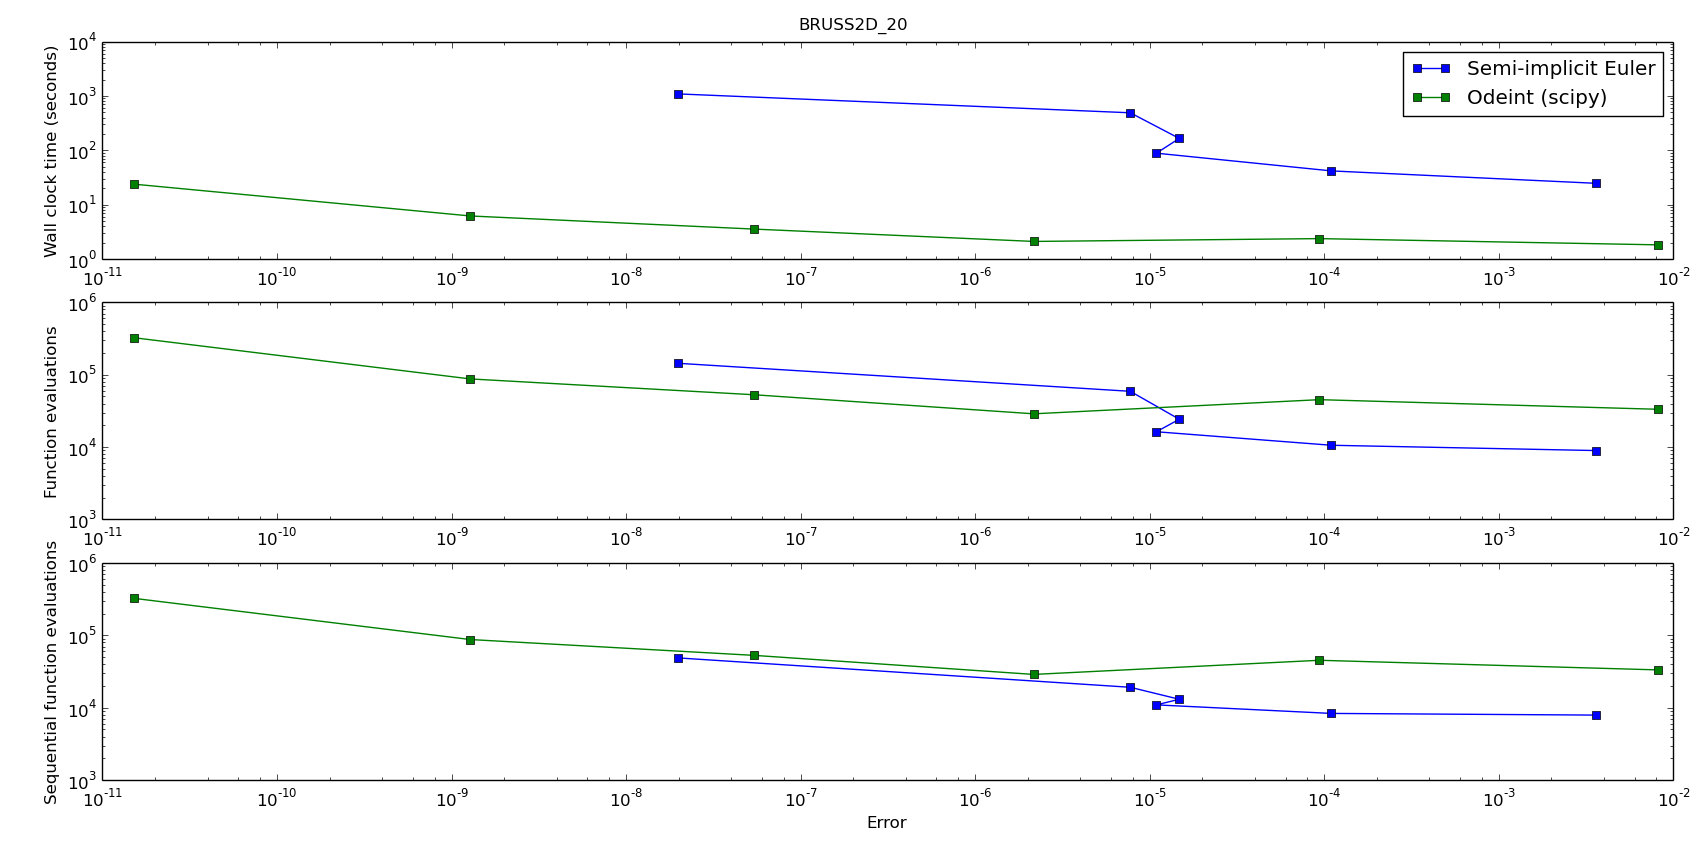 BRUSS2D_20
Wall clock time (seconds)
10^4
10^3
10^2
10^1
10^0
Semi-implicit Euler
Odeint (scipy)
10^-11 10^-10 10^-9 10^-8 10^-7 10^-6 10^-5 10^-4 10^-3 10^-2
Function evaluations
10^6
10^5
10^4
10^3
10^-11 10^-10 10^-9 10^-8 10^-7 10^-6 10^-5 10^-4 10^-3 10^-2
Sequential function evaluations
10^6
10^5
10^4
10^3
10^-11 10^-10 10^-9 10^-8 10^-7 10^-6 10^-5 10^-4 10^-3 10^-2
Error